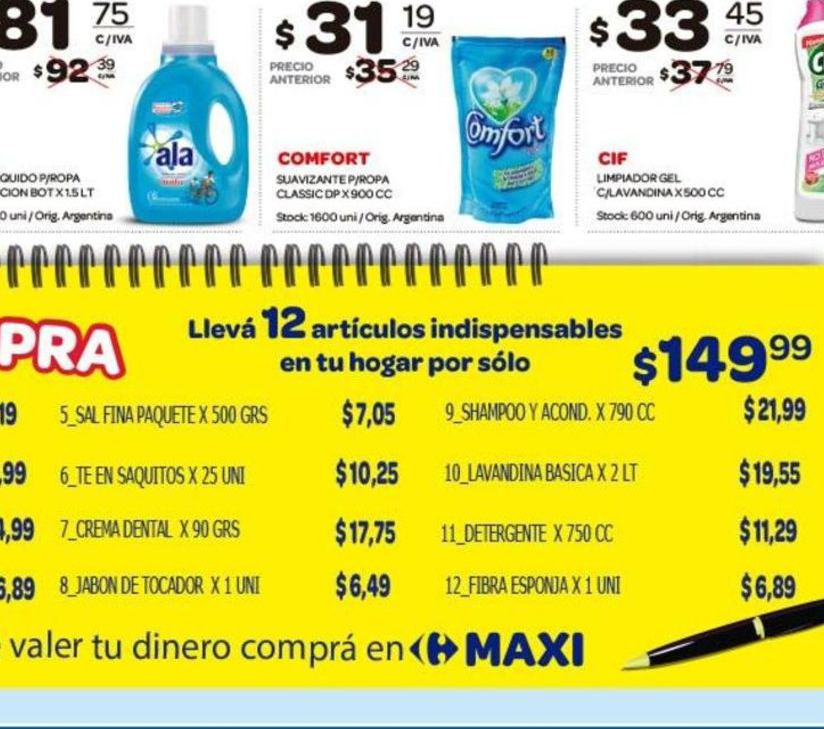 81 75
C/IVA
$92 39
QUIDO P/ROPA
CION BOT X 1.5 LT
0 uni / Orig. Argentina
ala
$31 19
C/IVA
PRECIO
ANTERIOR $35 29
COMFORT
SUAVIZANTE P/ROPA
CLASSIC DP X 900 CC
Stock: 1600 uni / Orig. Argentina
Comfort
$33 45
C/IVA
PRECIO
ANTERIOR $37 79
CIF
LIMPIADOR GEL
C/LAVANDINA X 500 CC
Stock: 600 uni / Orig. Argentina
PRA
Llevá 12 artículos indispensables
en tu hogar por sólo
$149 99
19 5_SAL FINA PAQUETE X 500 GRS $7,05 9_SHAMPOO Y ACOND. X 790 CC $21,99
,99 6_TE EN SAQUITOS X 25 UNI $10,25 10_LAVANDINA BASICA X 2 LT $19,55
,99 7_CREMA DENTAL X 90 GRS $17,75 11_DETERGENTE X 750 CC $11,29
6,89 8_JABON DE TOCADOR X 1 UNI $6,49 12_FIBRA ESPONJA X 1 UNI $6,89
valer tu dinero comprá en MAXI